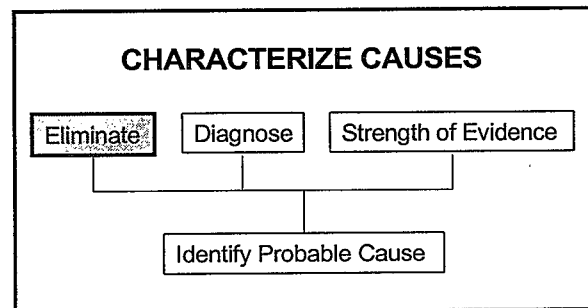 CHARACTERIZE CAUSES
Eliminate Diagnose Strength of Evidence
Identify Probable Cause